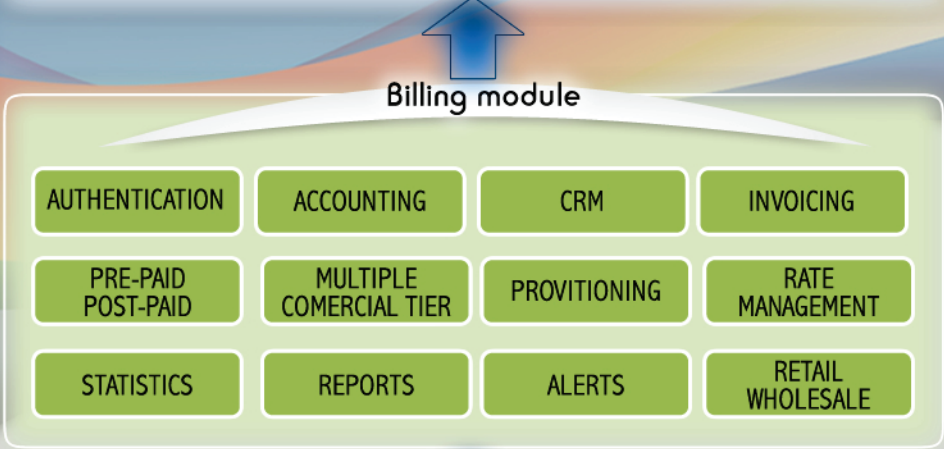 Billing module
AUTHENTICATION
ACCOUNTING
CRM
INVOICING
PRE-PAID
POST-PAID
MULTIPLE
COMERCIAL TIER
PROVITIONING
RATE
MANAGEMENT
STATISTICS
REPORTS
ALERTS
RETAIL
WHOLESALE